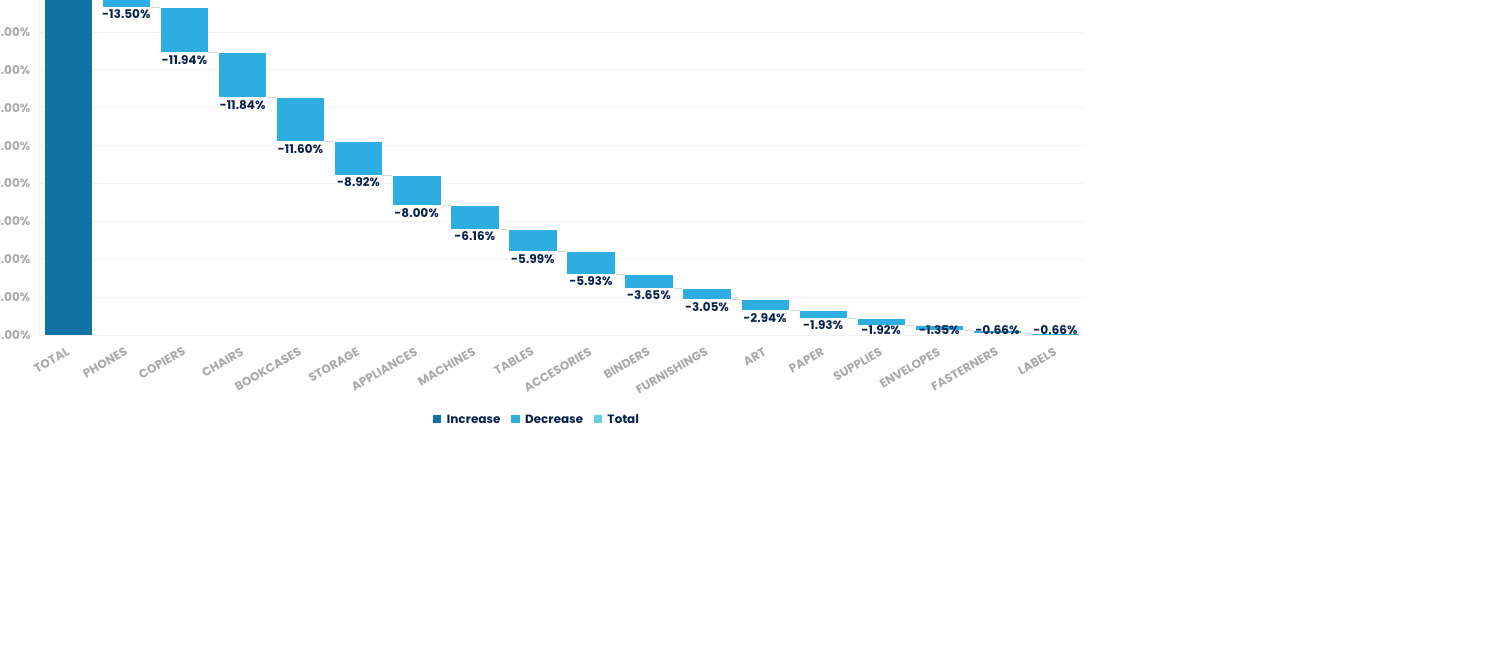 -13.50%
.00%
-11.94%
.00%
-11.84%
.00%
.00%
-11.60%
.00%
-8.92%
-8.00%
.00%
-6.16%
.00%
-5.99%
-5.93%
.00%
-3.65%
-3.05%
-2.94%
-1.93%
-1.92%
-1.35%
-0.66%
-0.66%
.00%
TOTAL
PHONES
COPIERS
CHAIRS
BOOKCASES
STORAGE
APPLIANCES
MACHINES
TABLES
ACCESORIES
BINDERS
FURNISHINGS
ART
PAPER
SUPPLIES
ENVELOPES
FASTERNERS
LABELS
Increase Decrease Total